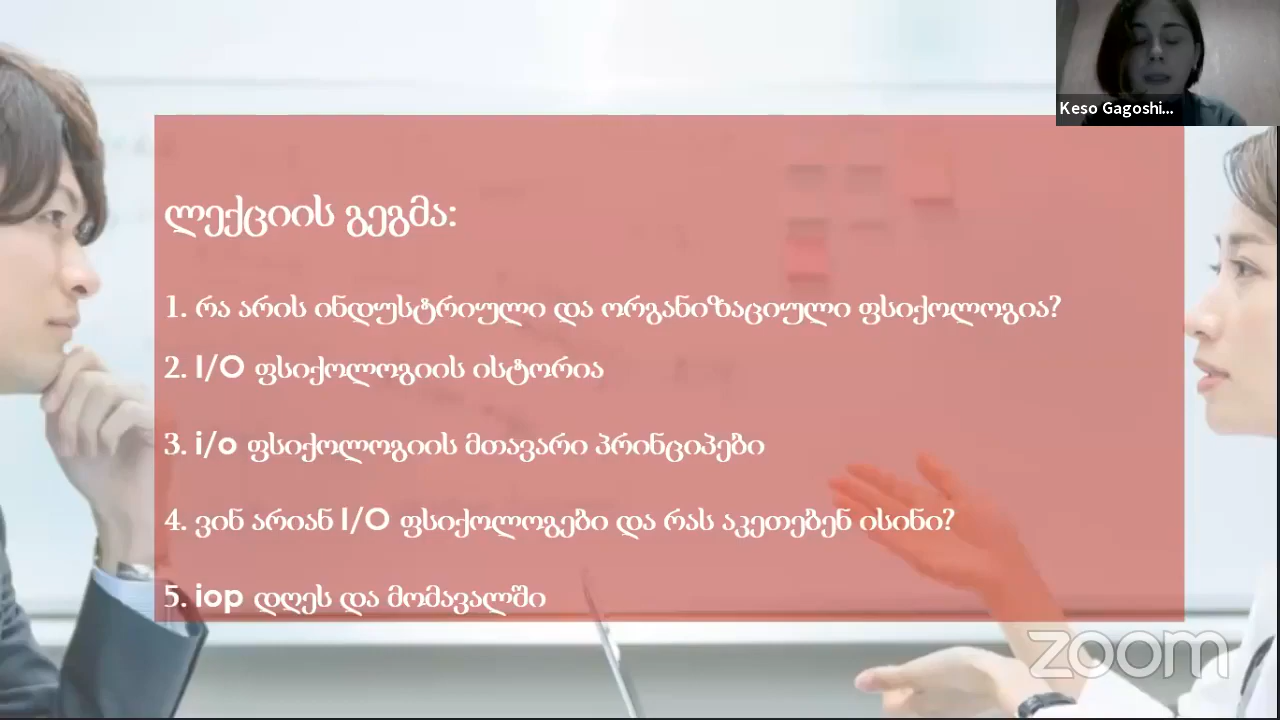 Keso Gagoshi...
ლექციის გეგმა:
1. რა არის ინდუსტრიული და ორგანიზაციული ფსიქოლოგია?
2. I/O ფსიქოლოგიის ისტორია
3. i/o ფსიქოლოგიის მთავარი პრინციპები
4. ვინ არიან I/O ფსიქოლოგები და რას აკეთებენ ისინი?
5. iop დღეს და მომავალში
zoom